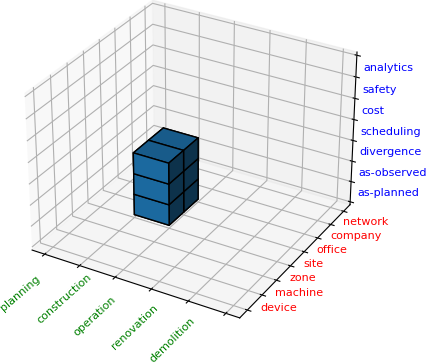 analytics
safety
cost
scheduling
divergence
as-observed
as-planned
network
company
office
site
zone
machine
device
planning
construction
operation
renovation
demolition